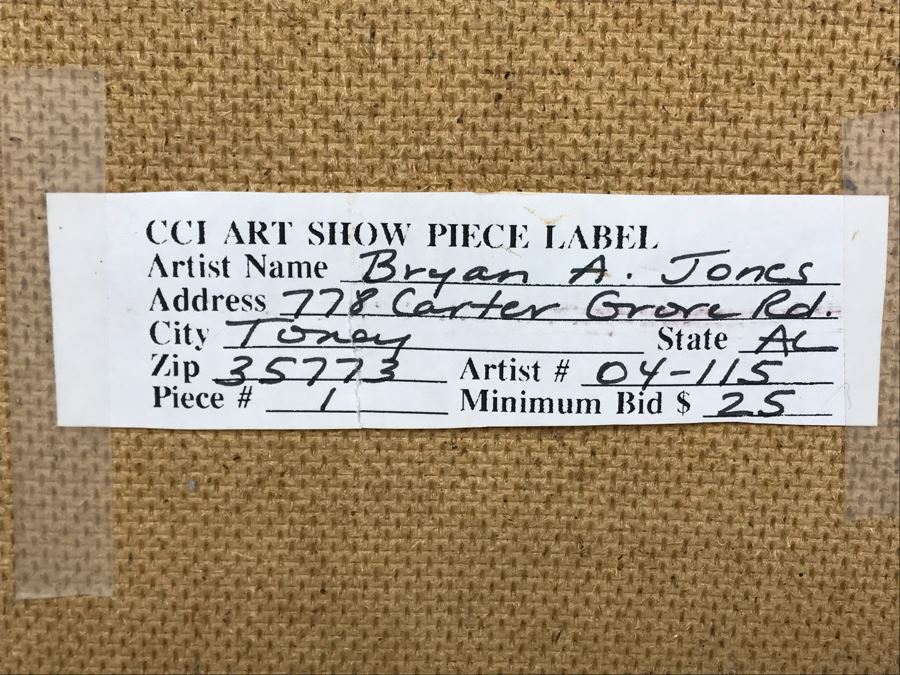 CCI ART SHOW PIECE LABEL
Artist Name Bryan A. Jones
Address 778 Carter Grove Rd.
City Toney State AL
Zip 35773 Artist # 04-115
Piece # 1 Minimum Bid $ 25